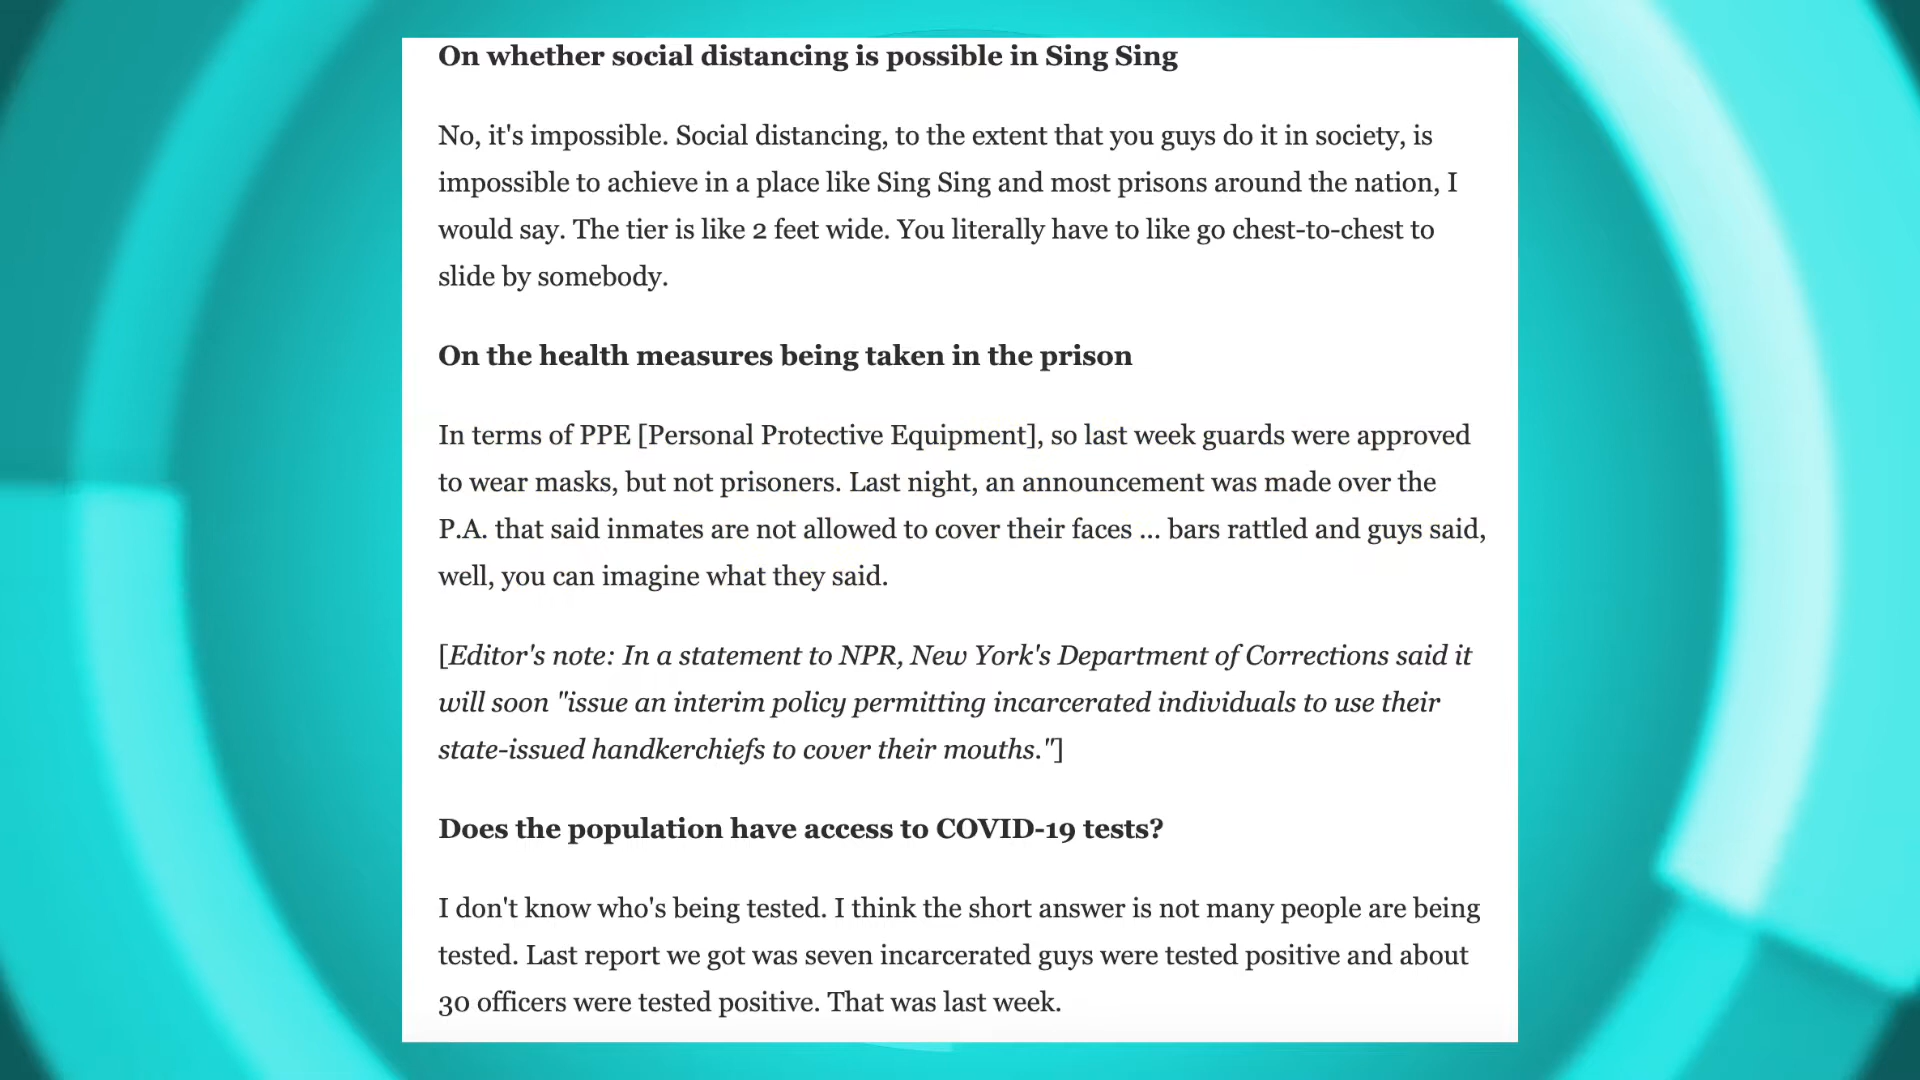 On whether social distancing is possible in Sing Sing
No, it's impossible. Social distancing, to the extent that you guys do it in society, is
impossible to achieve in a place like Sing Sing and most prisons around the nation, I
would say. The tier is like 2 feet wide. You literally have to like go chest-to-chest to
slide by somebody.
On the health measures being taken in the prison
In terms of PPE [Personal Protective Equipment], so last week guards were approved
to wear masks, but not prisoners. Last night, an announcement was made over the
P.A. that said inmates are not allowed to cover their faces ... bars rattled and guys said,
well, you can imagine what they said.
[Editor's note: In a statement to NPR, New York's Department of Corrections said it
will soon "issue an interim policy permitting incarcerated individuals to use their
state-issued handkerchiefs to cover their mouths."]
Does the population have access to COVID-19 tests?
I don't know who's being tested. I think the short answer is not many people are being
tested. Last report we got was seven incarcerated guys were tested positive and about
30 officers were tested positive. That was last week.